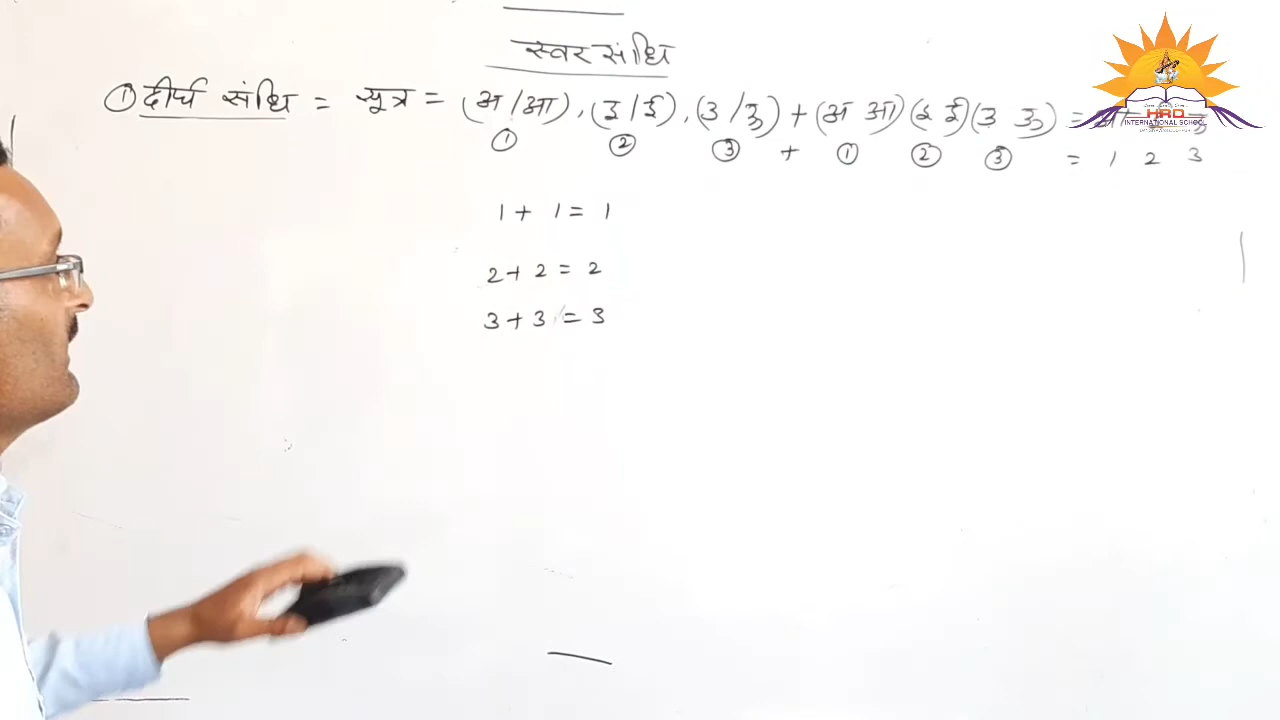 स्वर संधि
① दीर्घ संधि = सूत्र = (अ/आ), (इ/ई), (उ/ऊ) + (अ आ) (इ ई) (उ ऊ) =
① ② ③ + ① ② ③ = 1 2 3
1 + 1 = 1
2 + 2 = 2
3 + 3 = 3
HRD
INTERNATIONAL SCHOOL